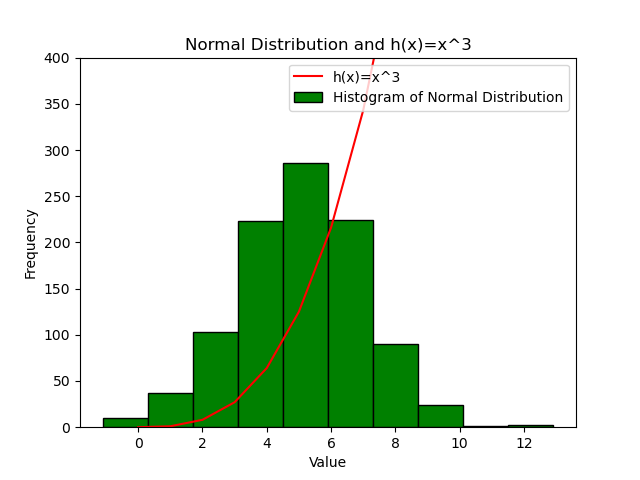 Normal Distribution and h(x)=x^3
h(x)=x^3
Histogram of Normal Distribution
400
350
300
250
200
150
100
50
0
Frequency
0 2 4 6 8 10 12
Value